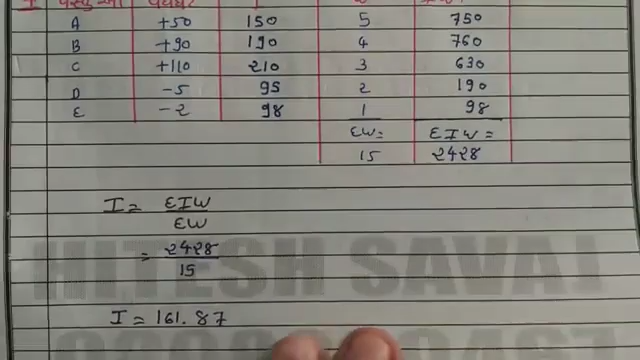 A +50 150 5 750
B +90 190 4 760
C +110 210 3 630
D -5 95 2 190
E -2 98 1 98
ΣW= ΣIW=
15 2428
I = ΣIW
ΣW
= 2428
15
I = 161.87
HITESH SAVAI